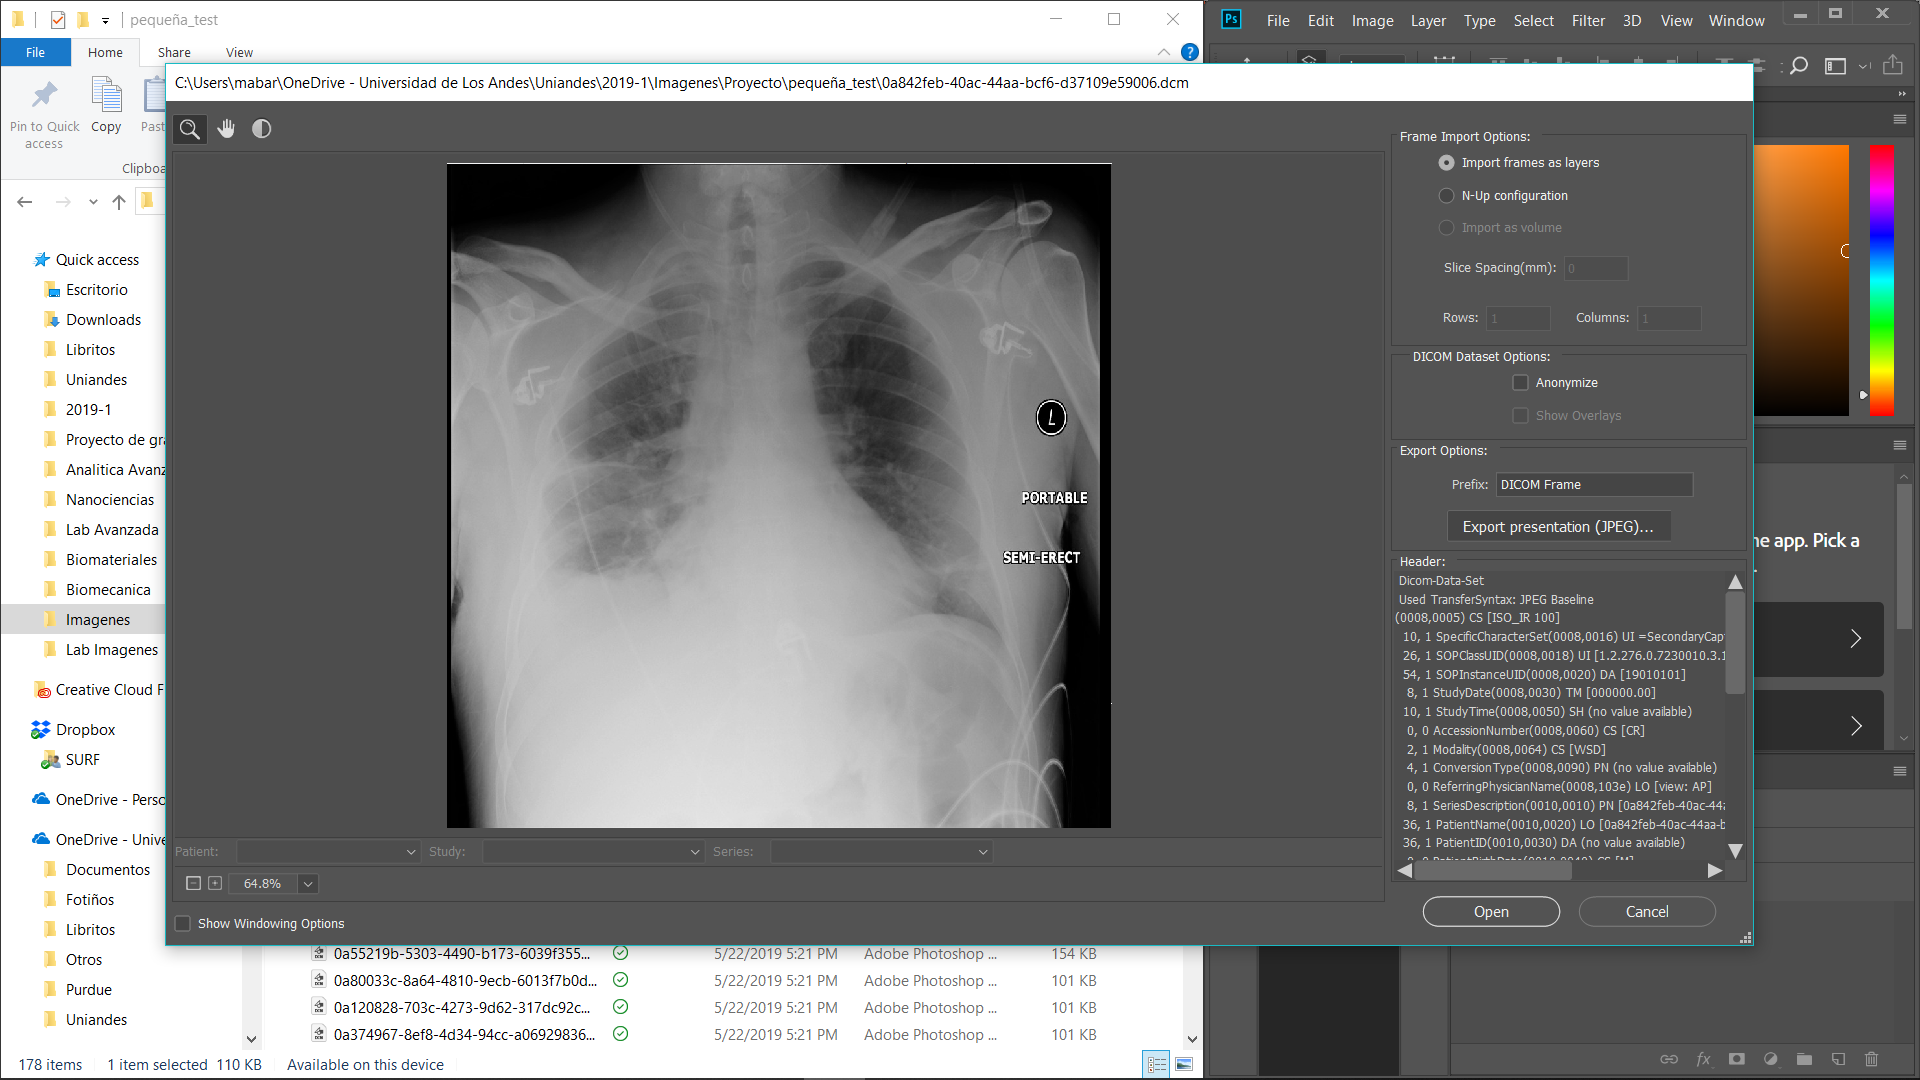 pequeña_test
File
Home
Share
View
Pin to Quick access
Copy
File Edit Image Layer Type Select Filter 3D View Window
C:\Users\mabar\OneDrive - Universidad de Los Andes\Uniandes\2019-1\Imagenes\Proyecto\pequeña_test\0a842feb-40ac-44aa-bcf6-d37109e59006.dcm
Quick access
Escritorio
Downloads
Libritos
Uniandes
2019-1
Proyecto de gra
Analitica Avanz
Nanociencias
Lab Avanzada
Biomateriales
Biomecanica
Imagenes
Lab Imagenes
Creative Cloud F
Dropbox
SURF
OneDrive - Perso
OneDrive - Unive
Documentos
Fotiños
Libritos
Otros
Purdue
Uniandes
L
PORTABLE
SEMI-ERECT
Patient:
Study:
Series:
64.8%
Show Windowing Options
Frame Import Options:
Import frames as layers
N-Up configuration
Import as volume
Slice Spacing(mm): 0
Rows: 1 Columns: 1
DICOM Dataset Options:
Anonymize
Show Overlays
Export Options:
Prefix: DICOM Frame
Export presentation (JPEG)...
Header:
Dicom-Data-Set
Used TransferSyntax: JPEG Baseline
(0008,0005) CS [ISO_IR 100]
10, 1 SpecificCharacterSet(0008,0016) UI =SecondaryCap
26, 1 SOPClassUID(0008,0018) UI [1.2.276.0.7230010.3.1
54, 1 SOPInstanceUID(0008,0020) DA [19010101]
8, 1 StudyDate(0008,0030) TM [000000.00]
10, 1 StudyTime(0008,0050) SH (no value available)
0, 0 AccessionNumber(0008,0060) CS [CR]
2, 1 Modality(0008,0064) CS [WSD]
4, 1 ConversionType(0008,0090) PN (no value available)
0, 0 ReferringPhysicianName(0008,103e) LO [view: AP]
8, 1 SeriesDescription(0010,0010) PN [0a842feb-40ac-44a
36, 1 PatientName(0010,0020) LO [0a842feb-40ac-44aa-b
36, 1 PatientID(0010,0030) DA (no value available)
0, 0 PatientBirthDate(0010,0040) CS [M]
Open
Cancel
ne app. Pick a
0a55219b-5303-4490-b173-6039f355... 5/22/2019 5:21 PM Adobe Photoshop ... 154 KB
0a80033c-8a64-4810-9ecb-6013f7b0d... 5/22/2019 5:21 PM Adobe Photoshop ... 101 KB
0a120828-703c-4273-9d62-317dc92c... 5/22/2019 5:21 PM Adobe Photoshop ... 101 KB
0a374967-8ef8-4d34-94cc-a06929836... 5/22/2019 5:21 PM Adobe Photoshop ... 101 KB
178 items 1 item selected 110 KB Available on this device